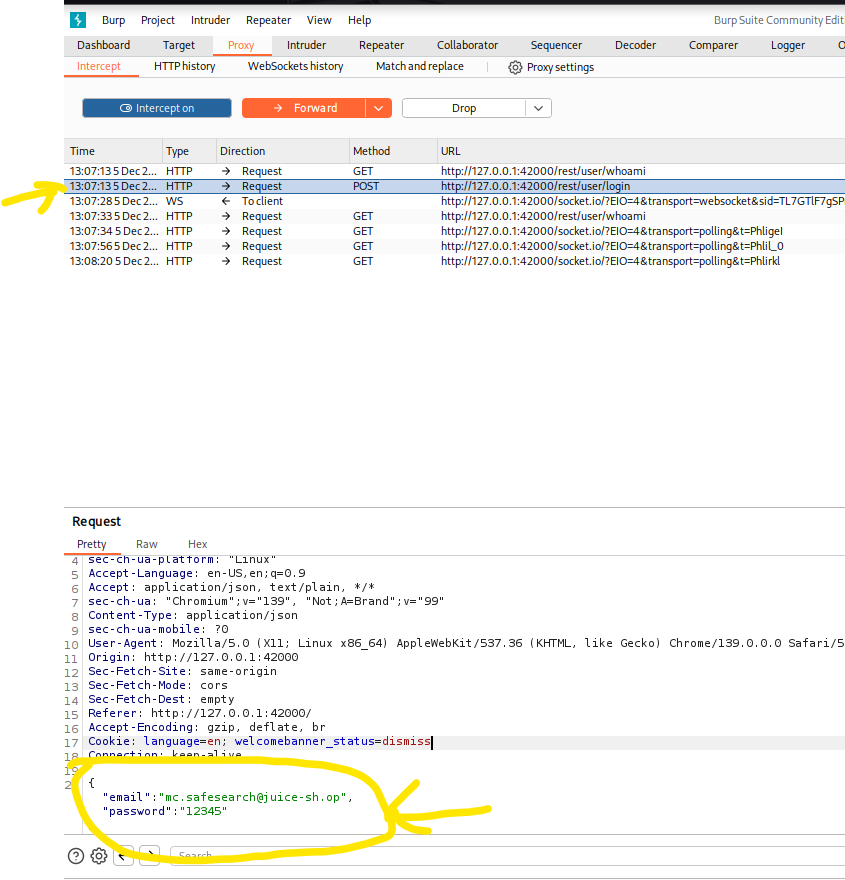 Burp Project Intruder Repeater View Help Burp Suite Community Edit
Dashboard Target Proxy Intruder Repeater Collaborator Sequencer Decoder Comparer Logger O
Intercept HTTP history WebSockets history Match and replace Proxy settings
Intercept on Forward Drop
Time Type Direction Method URL
13:07:13 5 Dec 2... HTTP → Request GET http://127.0.0.1:42000/rest/user/whoami
13:07:13 5 Dec 2... HTTP → Request POST http://127.0.0.1:42000/rest/user/login
13:07:28 5 Dec 2... WS ← To client http://127.0.0.1:42000/socket.io/?EIO=4&transport=websocket&sid=TL7GTlF7gSP
13:07:33 5 Dec 2... HTTP → Request GET http://127.0.0.1:42000/rest/user/whoami
13:07:34 5 Dec 2... HTTP → Request GET http://127.0.0.1:42000/socket.io/?EIO=4&transport=polling&t=PhligeI
13:07:56 5 Dec 2... HTTP → Request GET http://127.0.0.1:42000/socket.io/?EIO=4&transport=polling&t=Phlil_0
13:08:20 5 Dec 2... HTTP → Request GET http://127.0.0.1:42000/socket.io/?EIO=4&transport=polling&t=Phlirkl
Request
Pretty Raw Hex
4 sec-ch-ua-platform: "Linux"
5 Accept-Language: en-US,en;q=0.9
6 Accept: application/json, text/plain, */*
7 sec-ch-ua: "Chromium";v="139", "Not;A=Brand";v="99"
8 Content-Type: application/json
9 sec-ch-ua-mobile: ?0
10 User-Agent: Mozilla/5.0 (X11; Linux x86_64) AppleWebKit/537.36 (KHTML, like Gecko) Chrome/139.0.0.0 Safari/5
11 Origin: http://127.0.0.1:42000
12 Sec-Fetch-Site: same-origin
13 Sec-Fetch-Mode: cors
14 Sec-Fetch-Dest: empty
15 Referer: http://127.0.0.1:42000/
16 Accept-Encoding: gzip, deflate, br
17 Cookie: language=en; welcomebanner_status=dismiss
18 Connection: keep-alive
19
2 {
"email":"mc.safesearch@juice-sh.op",
"password":"12345"
Search